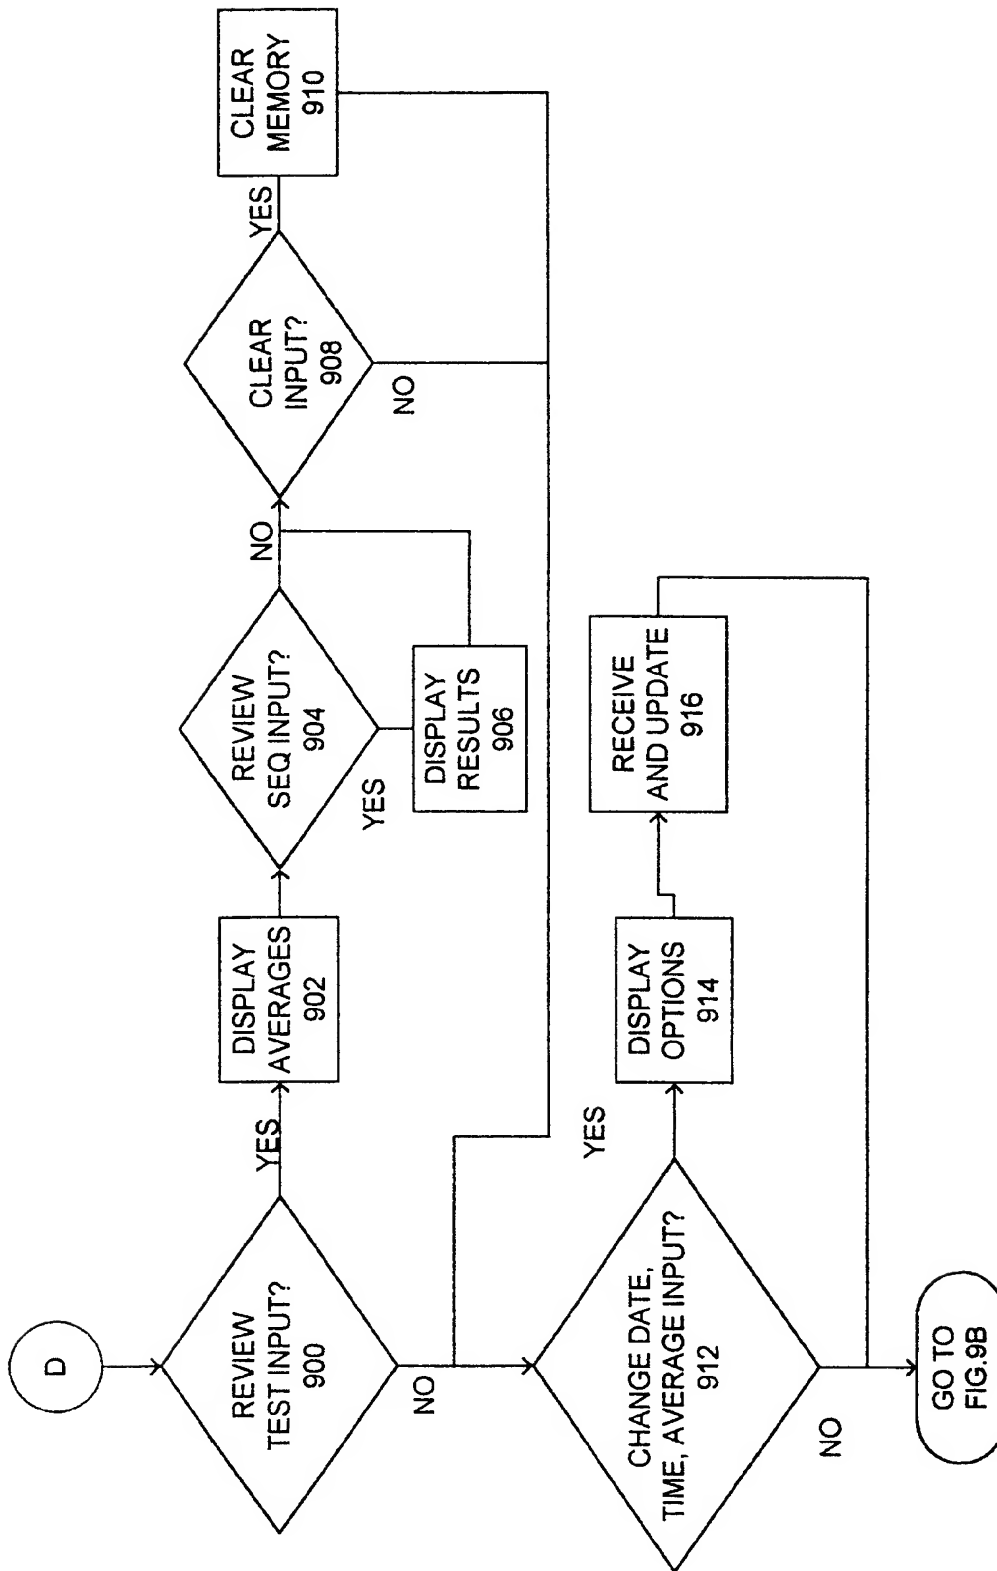 D
REVIEW
TEST INPUT?
900
YES
DISPLAY
AVERAGES
902
REVIEW
SEQ INPUT?
904
NO
YES
DISPLAY
RESULTS
906
CLEAR
INPUT?
908
YES
NO
CLEAR
MEMORY
910
NO
CHANGE DATE,
TIME, AVERAGE INPUT?
912
YES
DISPLAY
OPTIONS
914
RECEIVE
AND UPDATE
916
NO
GO TO
FIG.9B